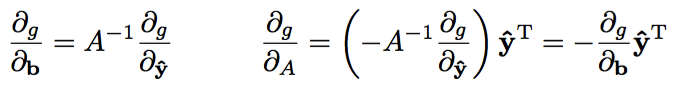 ∂g/∂b = A⁻¹ ∂g/∂ŷ    ∂g/∂A = (−A⁻¹ ∂g/∂ŷ) ŷᵀ = −∂g/∂b ŷᵀ